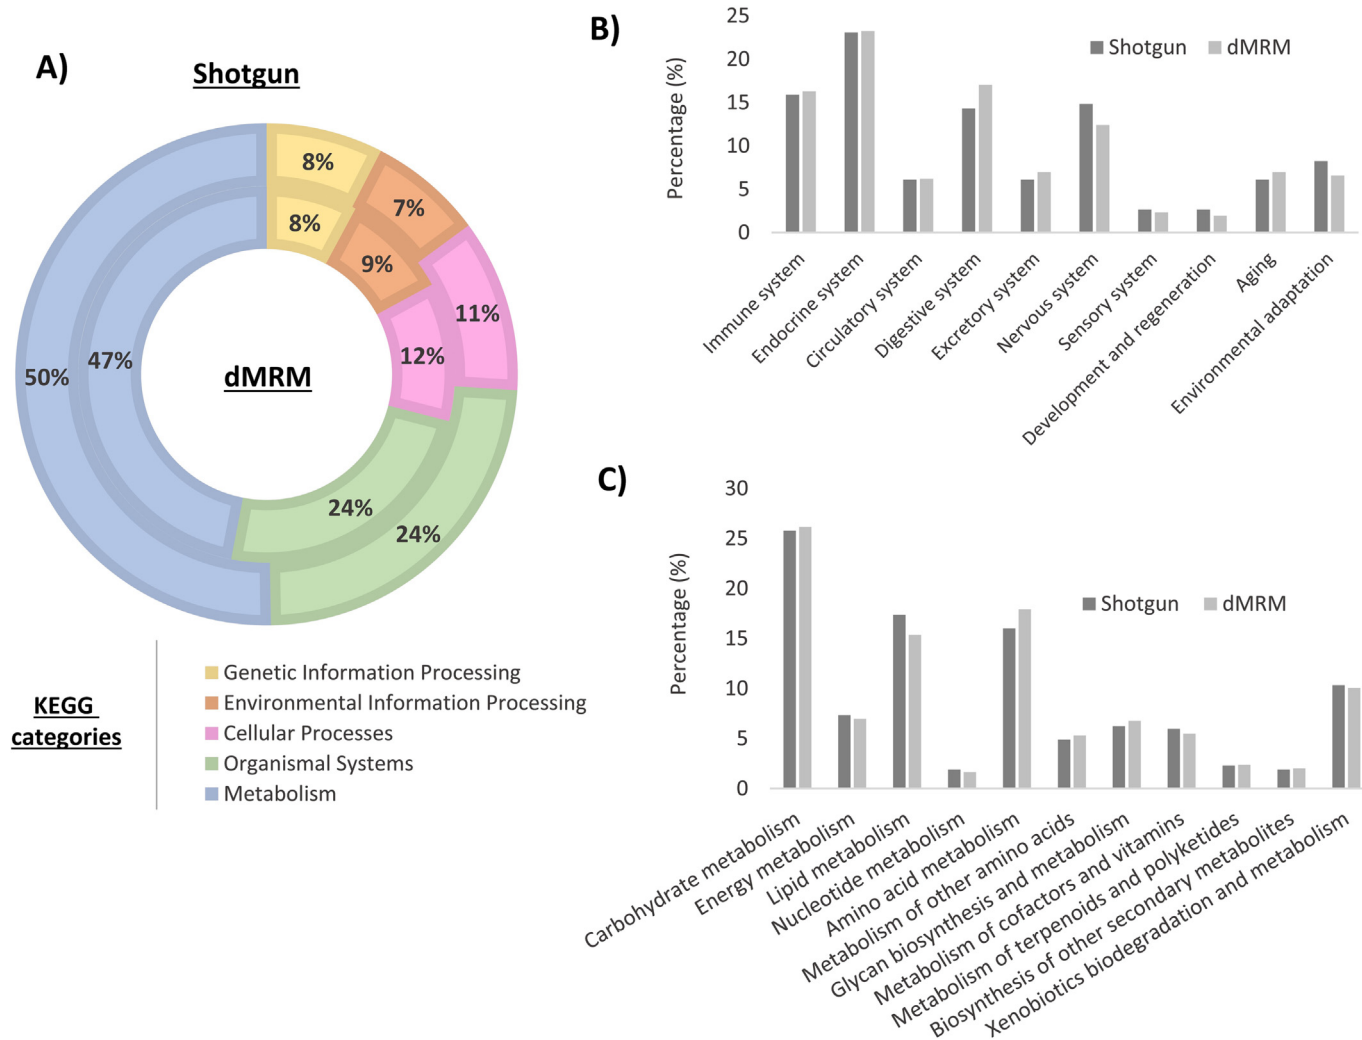 A)
Shotgun
8%
7%
11%
24%
50%
8%
9%
12%
24%
47%
dMRM
KEGG
categories
Genetic Information Processing
Environmental Information Processing
Cellular Processes
Organismal Systems
Metabolism
B)
Percentage (%)
25
20
15
10
5
0
Shotgun
dMRM
Immune system
Endocrine system
Circulatory system
Digestive system
Excretory system
Nervous system
Sensory system
Development and regeneration
Aging
Environmental adaptation
C)
Percentage (%)
30
25
20
15
10
5
0
Shotgun
dMRM
Carbohydrate metabolism
Energy metabolism
Lipid metabolism
Nucleotide metabolism
Amino acid metabolism
Metabolism of other amino acids
Glycan biosynthesis and metabolism
Metabolism of cofactors and vitamins
Metabolism of terpenoids and polyketides
Biosynthesis of other secondary metabolites
Xenobiotics biodegradation and metabolism